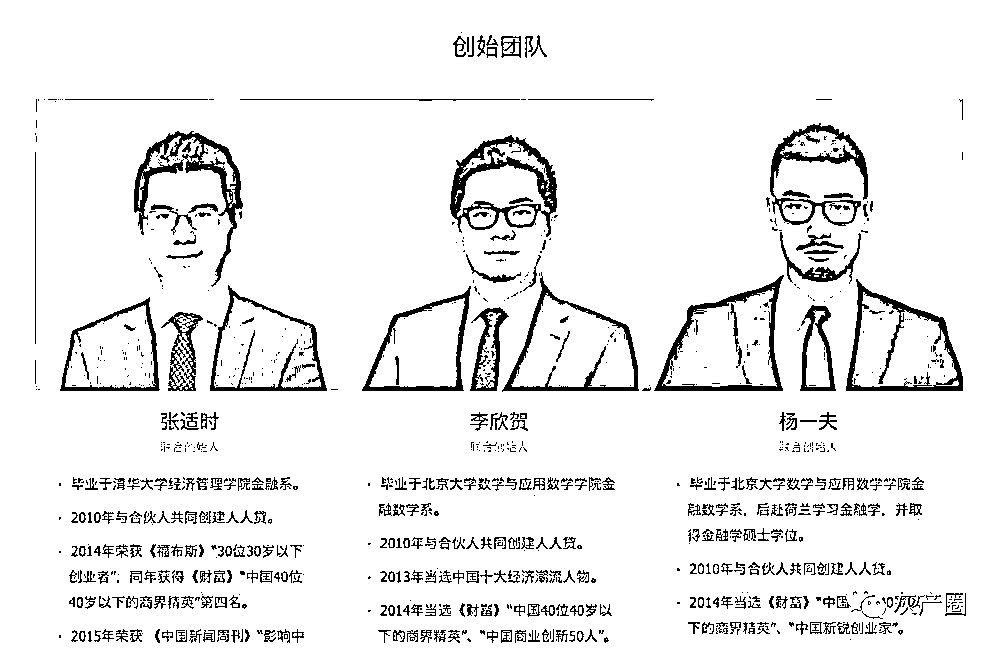 创始团队
张适时
联合创始人
毕业于清华大学经济管理学院金融系。
2010年与合伙人共同创建人人贷。
2014年荣获《福布斯》“30位30岁以下
创业者”，同年获得《财富》“中国40位
40岁以下的商界精英”第四名。
2015年荣获 《中国新闻周刊》“影响中
李欣贺
联合创始人
毕业于北京大学数学与应用数学学院金
融数学系。
2010年与合伙人共同创建人人贷。
2013年当选中国十大经济潮流人物。
2014年当选《财富》“中国40位40岁以
下的商界精英”、“中国商业创新50人”。
杨一夫
联合创始人
毕业于北京大学数学与应用数学学院金
融数学系，后赴荷兰学习金融学，并取
得金融学硕士学位。
2010年与合伙人共同创建人人贷。
2014年当选《财富》“中国
下的商界精英”、“中国新锐创业家”。
灰产圈